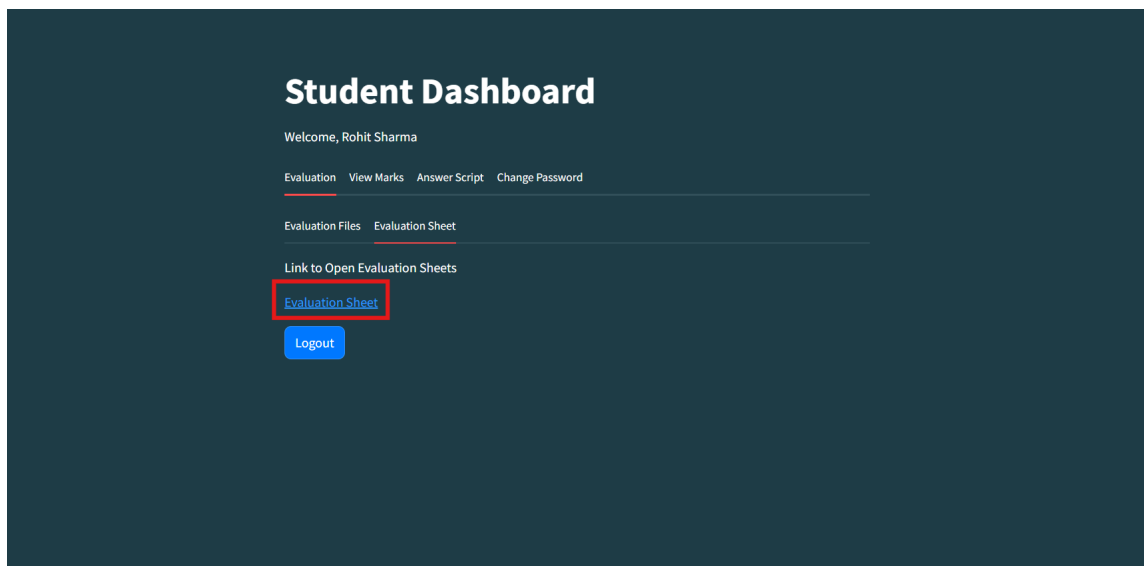 Student Dashboard
Welcome, Rohit Sharma
Evaluation View Marks Answer Script Change Password
Evaluation Files Evaluation Sheet
Link to Open Evaluation Sheets
Evaluation Sheet
Logout